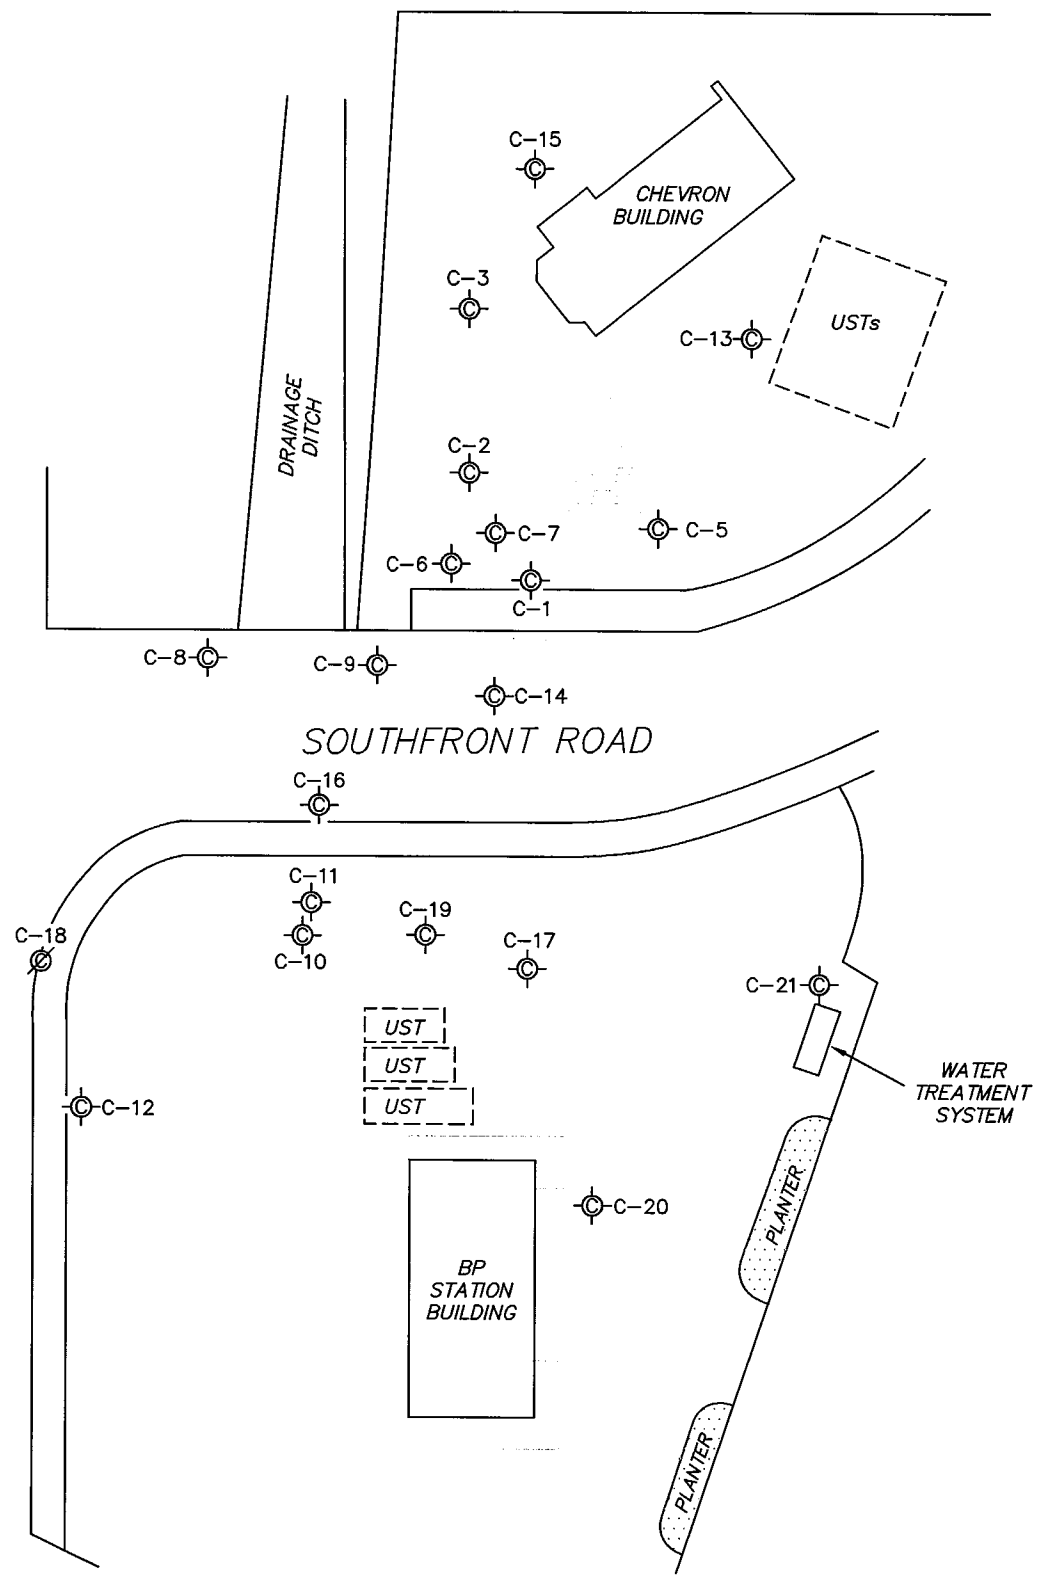 C-15
CHEVRON
BUILDING
C-3
USTs
C-13
DRAINAGE
DITCH
C-2
C-7
C-5
C-6
C-1
C-8
C-9
C-14
SOUTHFRONT ROAD
C-16
C-11
C-19
C-18
C-17
C-10
C-21
UST
UST
UST
WATER
TREATMENT
SYSTEM
C-12
PLANTER
C-20
BP
STATION
BUILDING
PLANTER